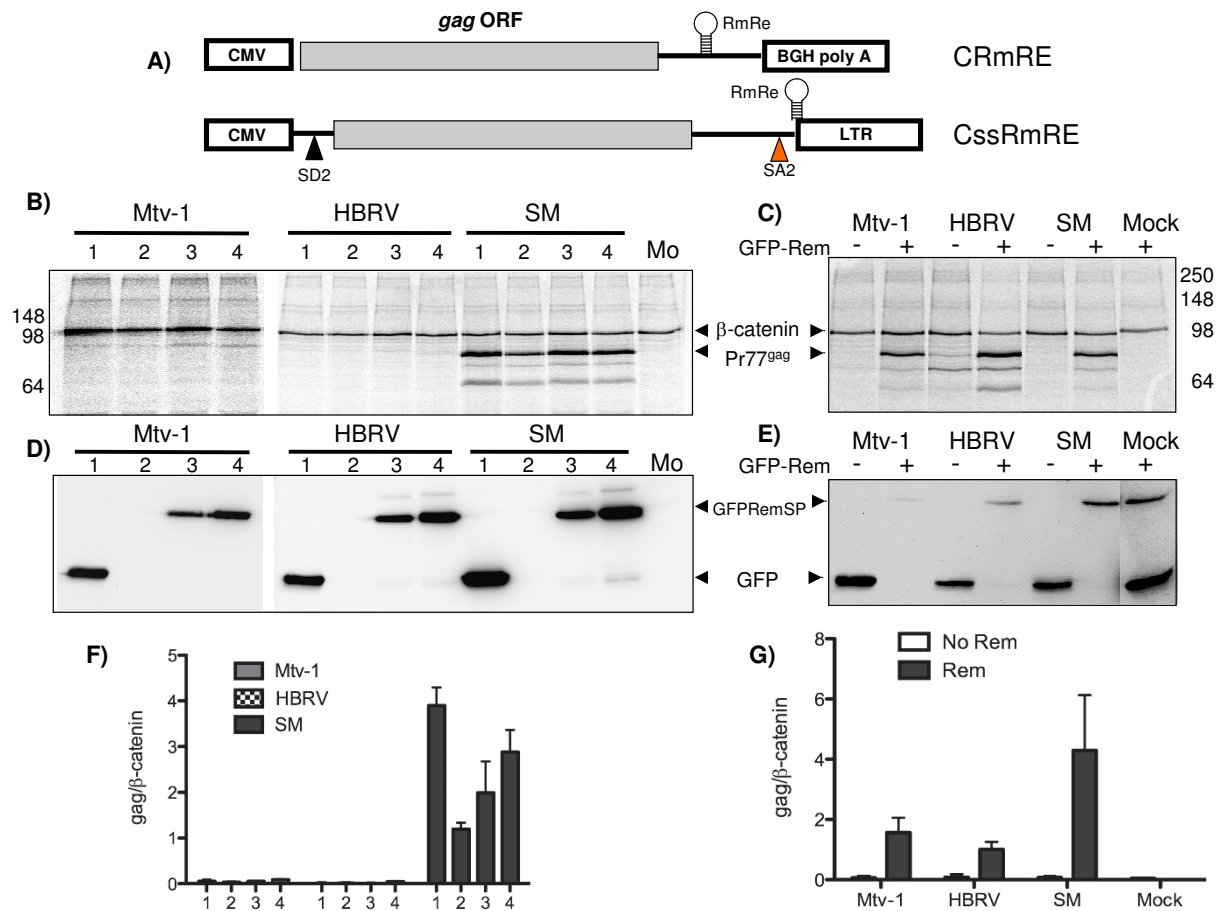 A)
gag ORF
CMV
RmRe
BGH poly A
CRmRE
CMV
SD2
RmRe
SA2
LTR
CssRmRE
B)
Mtv-1 HBRV SM
1 2 3 4 1 2 3 4 1 2 3 4 Mo
148
98
64
β-catenin
Pr77gag
C)
Mtv-1 HBRV SM Mock
GFP-Rem - + - + - + +
250
148
98
64
D)
Mtv-1 HBRV SM
1 2 3 4 1 2 3 4 1 2 3 4 Mo
GFPRemSP
GFP
E)
Mtv-1 HBRV SM Mock
GFP-Rem - + - + - + +
F)
gag/β-catenin
5
4
3
2
1
0
Mtv-1
HBRV
SM
1 2 3 4 1 2 3 4 1 2 3 4
G)
gag/β-catenin
8
6
4
2
0
No Rem
Rem
Mtv-1 HBRV SM Mock